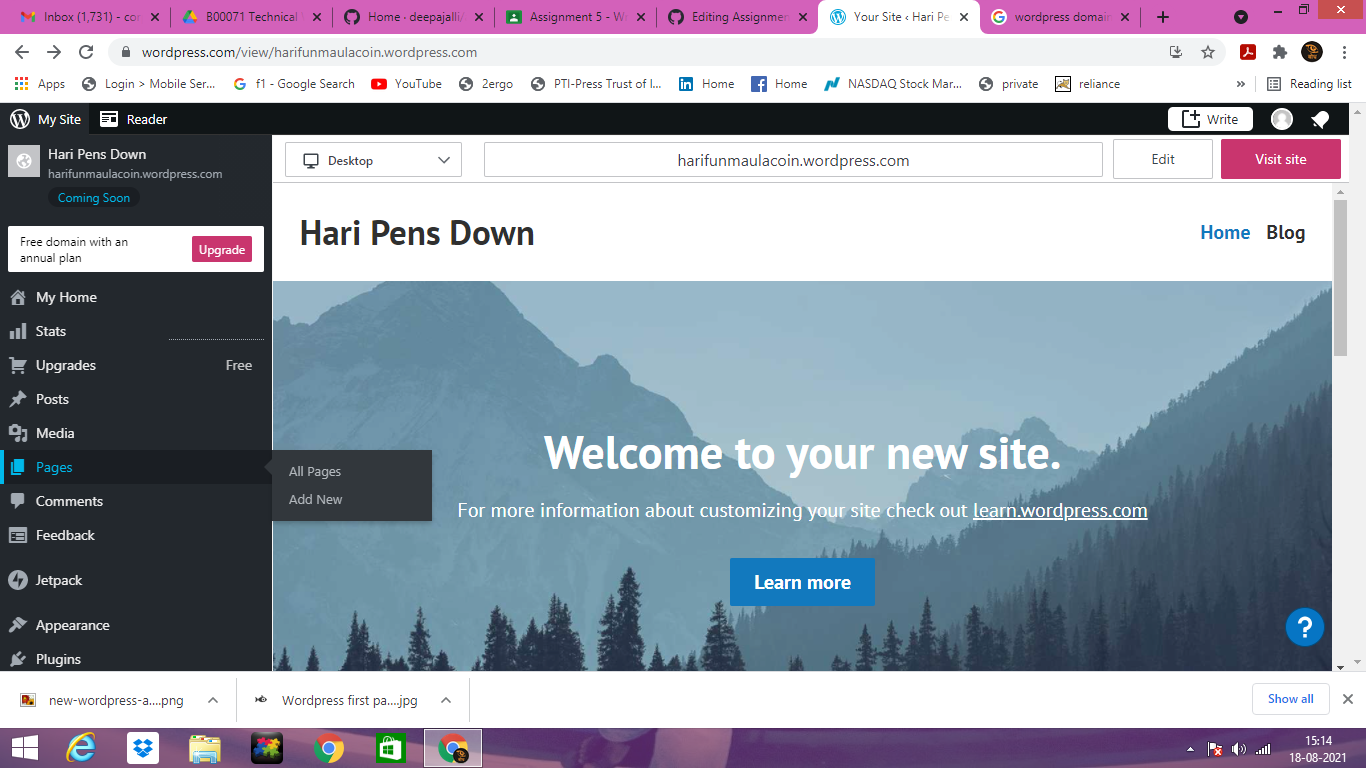 Inbox (1,731) - con
B00071 Technical
Home · deepajalli/
Assignment 5 - W
Editing Assignmen
Your Site ‹ Hari Pe
wordpress domai
wordpress.com/view/harifunmaulacoin.wordpress.com
Apps
Login > Mobile Ser...
f1 - Google Search
YouTube
2ergo
PTI-Press Trust of I...
Home
Home
NASDAQ Stock Mar...
private
reliance
»
Reading list
My Site
Reader
Write
Hari Pens Down
harifunmaulacoin.wordpress.com
Coming Soon
Free domain with an
annual plan
Upgrade
My Home
Stats
Upgrades
Free
Posts
Media
Pages
All Pages
Add New
Comments
Feedback
Jetpack
Appearance
Plugins
Desktop
harifunmaulacoin.wordpress.com
Edit
Visit site
Hari Pens Down
Home
Blog
Welcome to your new site.
For more information about customizing your site check out learn.wordpress.com
Learn more
?
new-wordpress-a....png
Wordpress first pa....jpg
Show all
15:14
18-08-2021